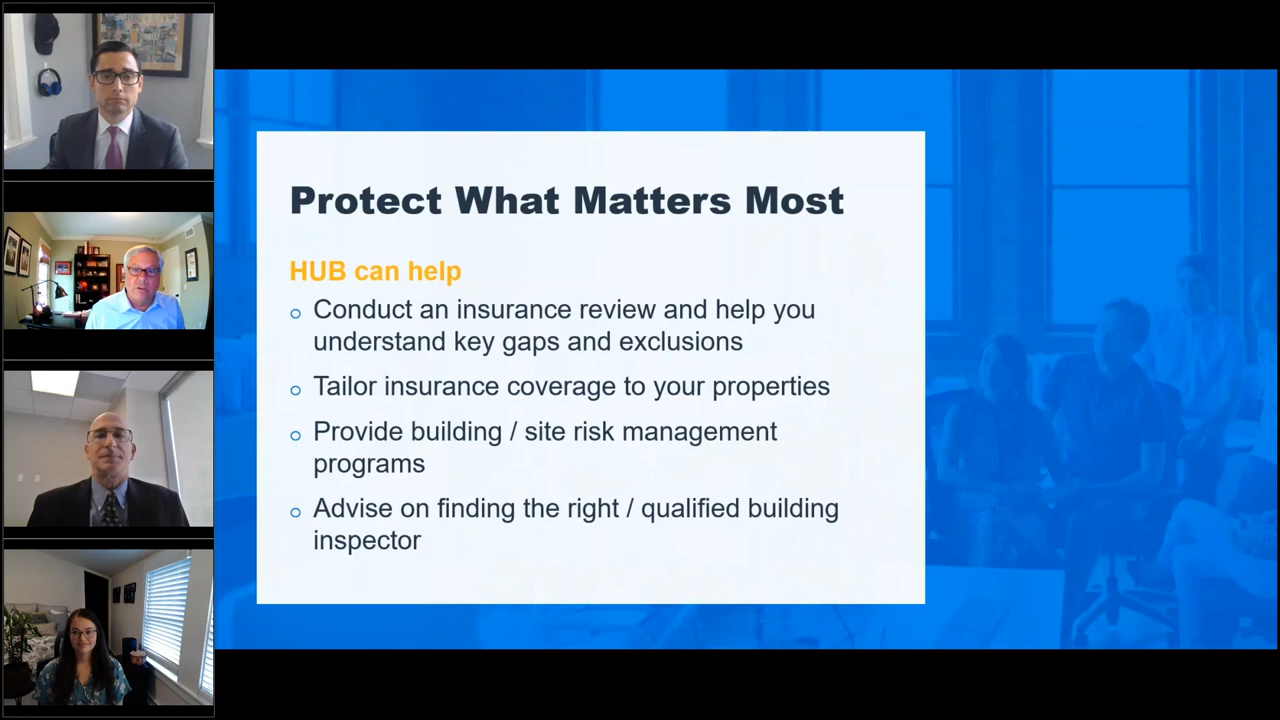 Protect What Matters Most
HUB can help
Conduct an insurance review and help you
understand key gaps and exclusions
Tailor insurance coverage to your properties
Provide building / site risk management
programs
Advise on finding the right / qualified building
inspector